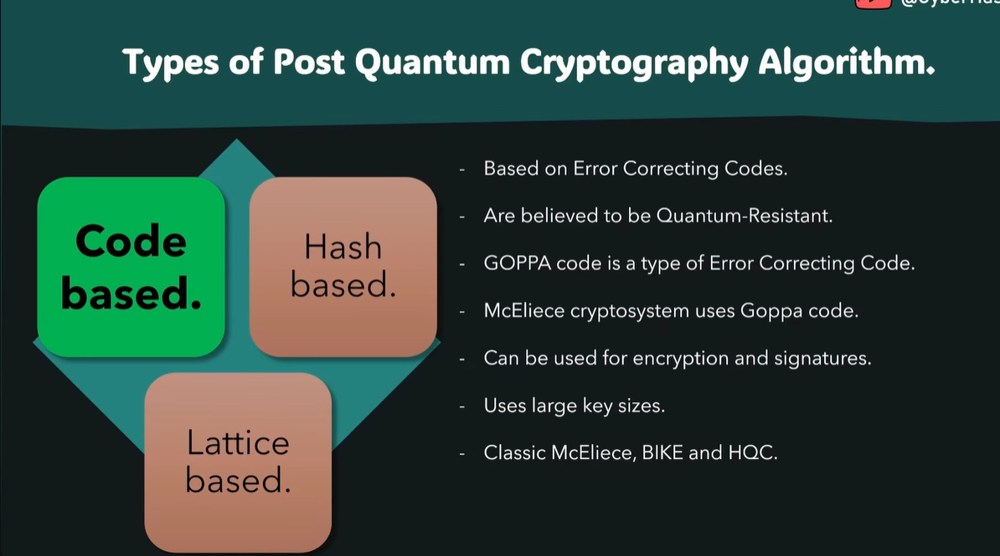 Types of Post Quantum Cryptography Algorithm.
Code
based.
Hash
based.
Lattice
based.
- Based on Error Correcting Codes.
- Are believed to be Quantum-Resistant.
- GOPPA code is a type of Error Correcting Code.
- McEliece cryptosystem uses Goppa code.
- Can be used for encryption and signatures.
- Uses large key sizes.
- Classic McEliece, BIKE and HQC.